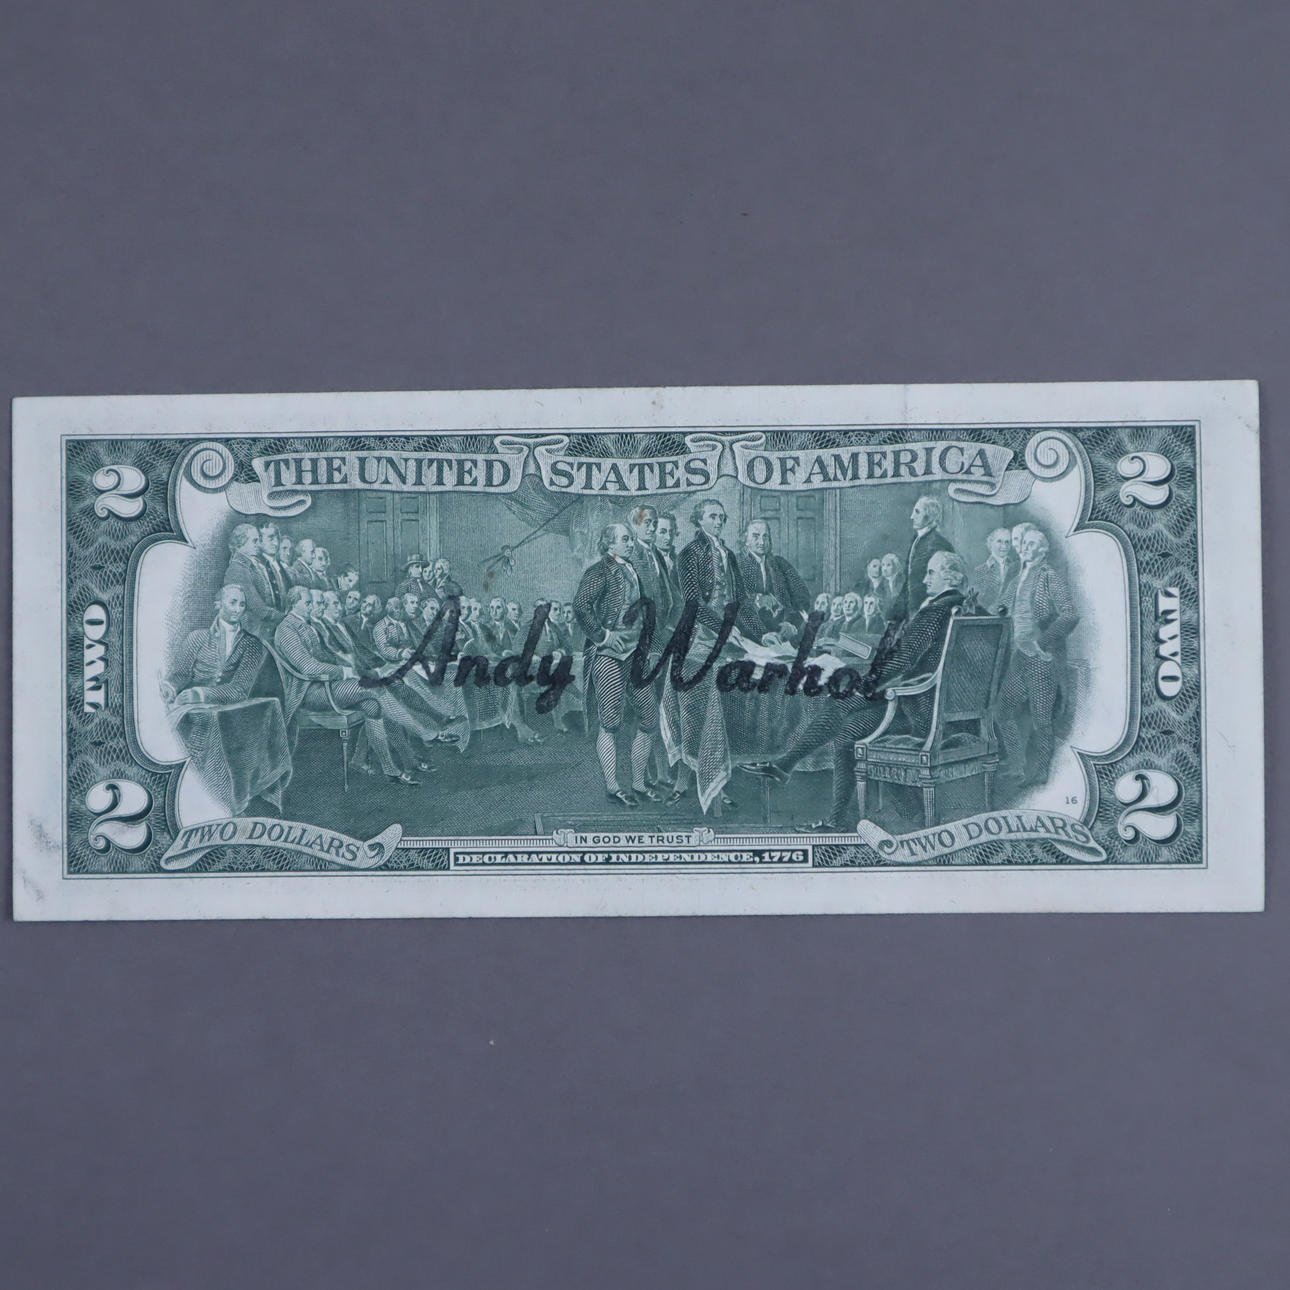 THE UNITED STATES OF AMERICA
2 2
TWO TWO
Andy Warhol
2 2
16
TWO DOLLARS TWO DOLLARS
IN GOD WE TRUST
DECLARATION OF INDEPENDENCE, 1776